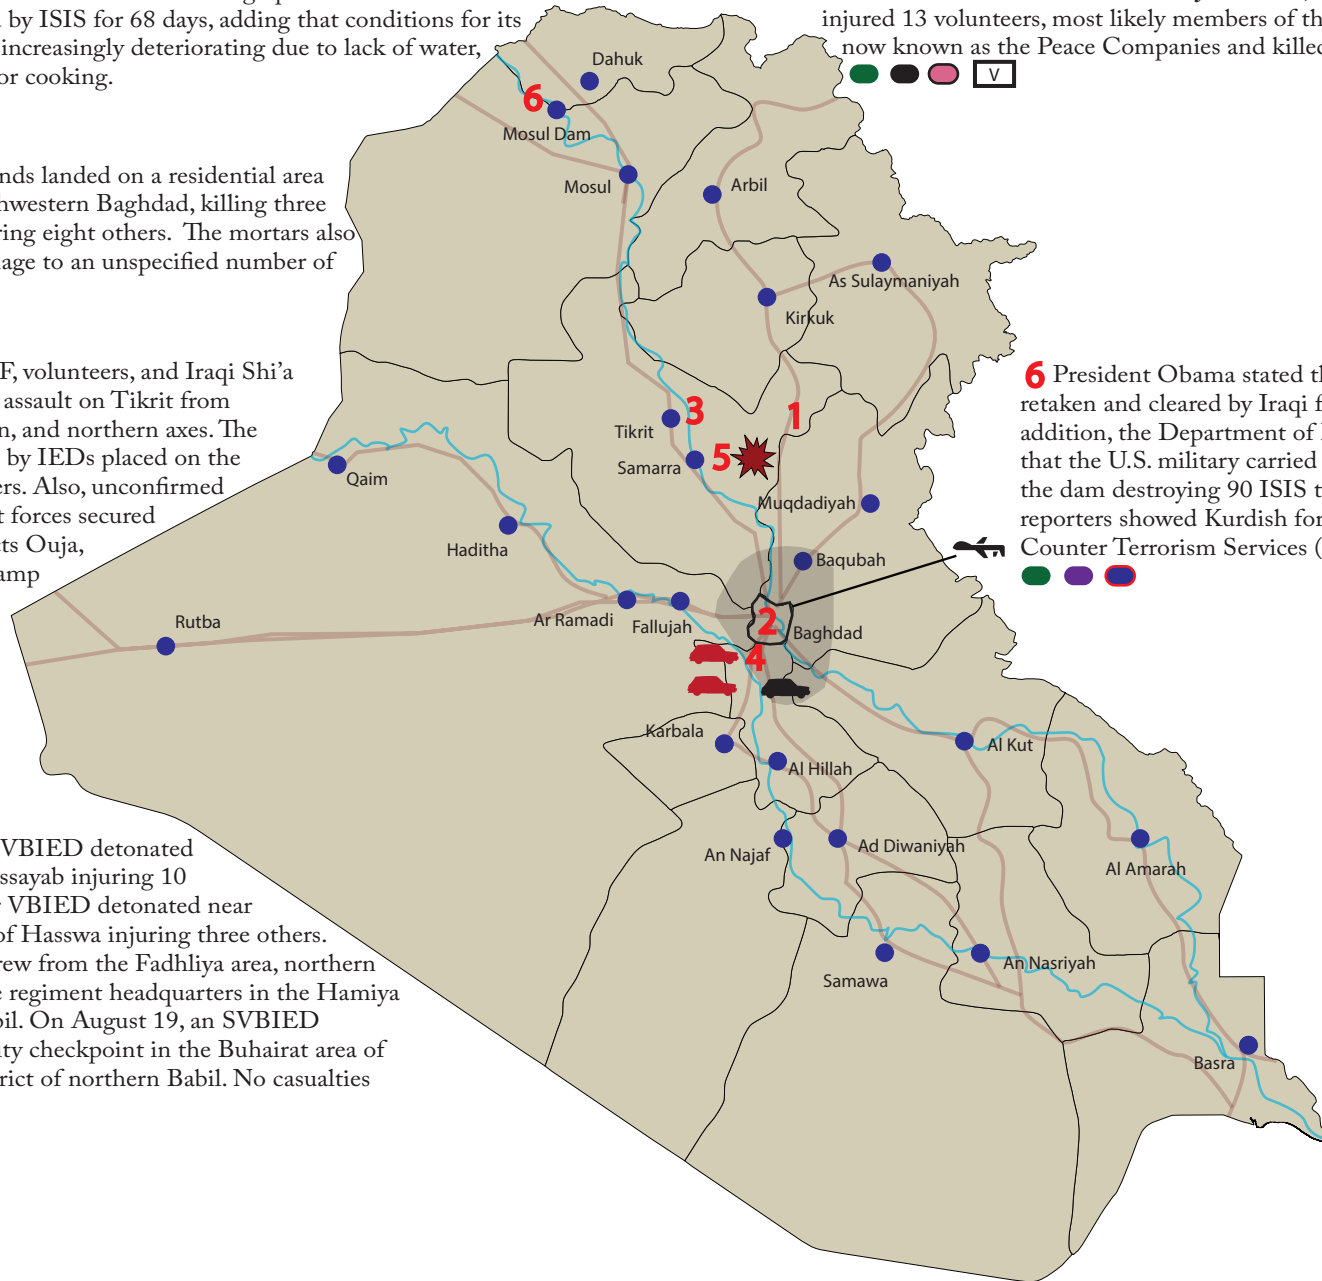 by ISIS for 68 days, adding that conditions for its
increasingly deteriorating due to lack of water,
or cooking.
injured 13 volunteers, most likely members of th
now known as the Peace Companies and killed
V
nds landed on a residential area
hwestern Baghdad, killing three
ring eight others. The mortars also
age to an unspecified number of
F, volunteers, and Iraqi Shi'a
assault on Tikrit from
n, and northern axes. The
by IEDs placed on the
ers. Also, unconfirmed
t forces secured
cts Ouja,
amp
6 President Obama stated th
retaken and cleared by Iraqi f
addition, the Department of
that the U.S. military carried
the dam destroying 90 ISIS t
reporters showed Kurdish for
Counter Terrorism Services (
VBIED detonated
ssayab injuring 10
VBIED detonated near
of Hasswa injuring three others.
rew from the Fadhliya area, northern
e regiment headquarters in the Hamiya
bil. On August 19, an SVBIED
ity checkpoint in the Buhairat area of
rict of northern Babil. No casualties
Dahuk
6
Mosul Dam
Mosul
Arbil
As Sulaymaniyah
Kirkuk
3
1
Tikrit
Samarra
5
Muqdadiyah
Qaim
Haditha
Baqubah
Rutba
Ar Ramadi
Fallujah
2
Baghdad
4
Karbala
Al Kut
Al Hillah
An Najaf
Ad Diwaniyah
Al Amarah
Samawa
An Nasriyah
Basra